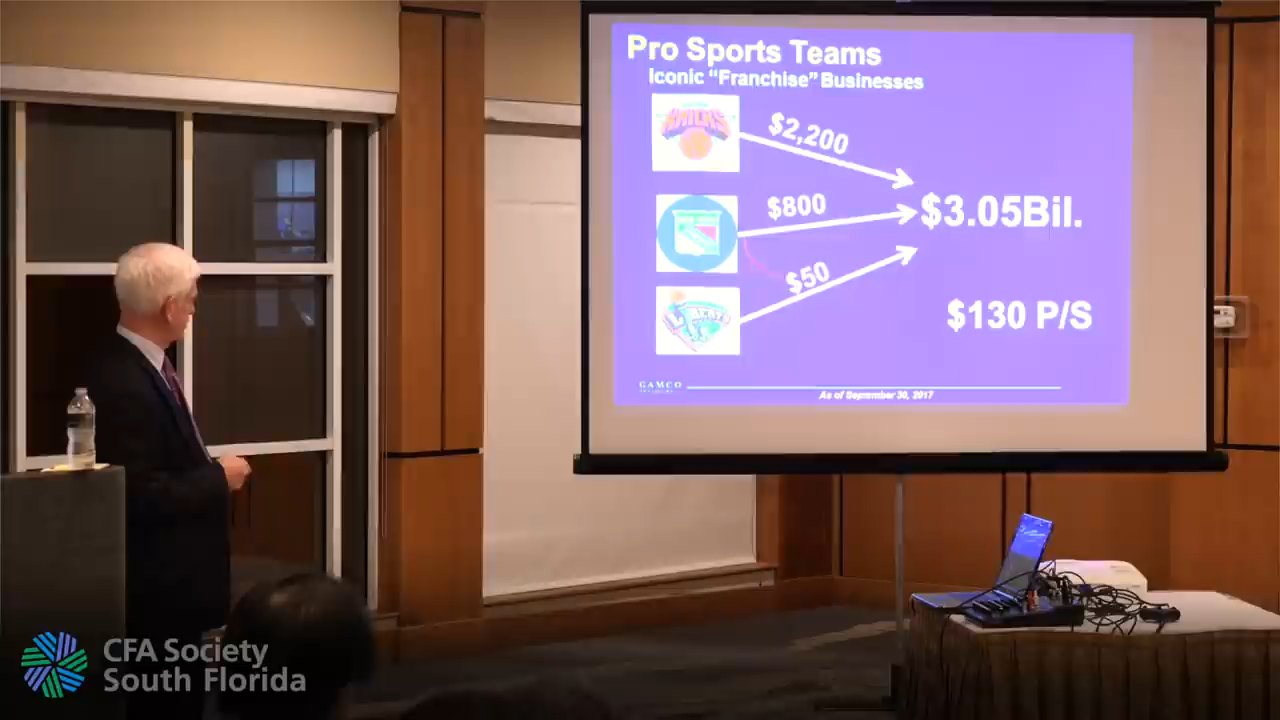 Pro Sports Teams
Iconic "Franchise" Businesses
KNICKS
$2,200
$800
$3.05Bil.
$50
$130 P/S
GAMCO
As of September 30, 2017
CFA Society
South Florida